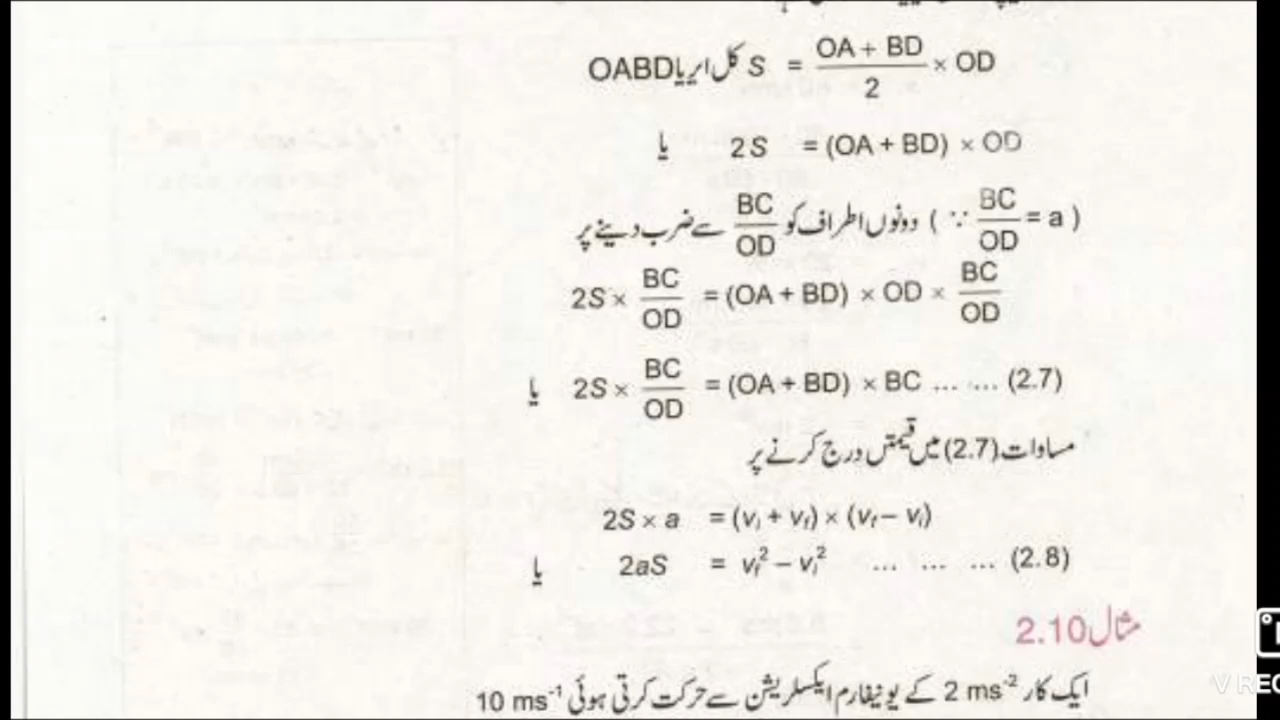 OABD کل ایریا S = (OA + BD)/2 × OD
یا 2S = (OA + BD) × OD
دونوں اطراف کو BC/OD سے ضرب دینے پر (∵ BC/OD = a)
2S × BC/OD = (OA + BD) × OD × BC/OD
یا 2S × BC/OD = (OA + BD) × BC ... ... (2.7)
مساوات (2.7) میں قیمتیں درج کرنے پر
2S × a = (vᵢ + v_f) × (v_f − vᵢ)
یا 2aS = v_f² − vᵢ² ... ... ... (2.8)
مثال 2.10
ایک کار 2 ms⁻² کے یونیفارم ایکسلریشن سے حرکت کرتی ہوئی 10 ms⁻¹